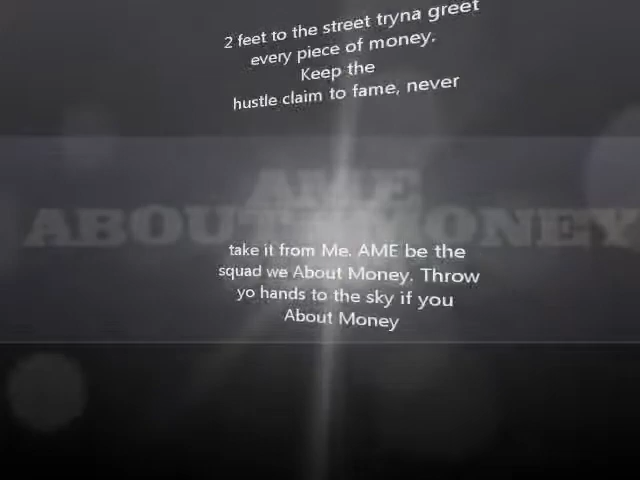 2 feet to the street tryna greet
every piece of money.
Keep the
hustle claim to fame, never
AME
ABOUT MONEY
take it from Me. AME be the
squad we About Money. Throw
yo hands to the sky if you
About Money